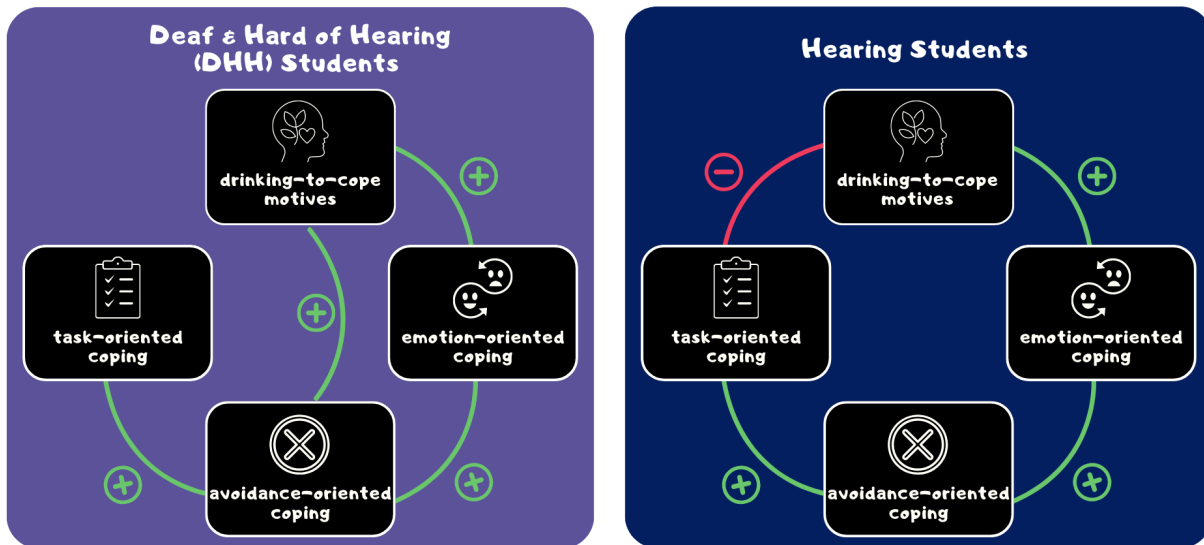 Deaf & Hard of Hearing
(DHH) Students
drinking-to-cope
motives
task-oriented
coping
emotion-oriented
coping
avoidance-oriented
coping
Hearing Students
drinking-to-cope
motives
task-oriented
coping
emotion-oriented
coping
avoidance-oriented
coping